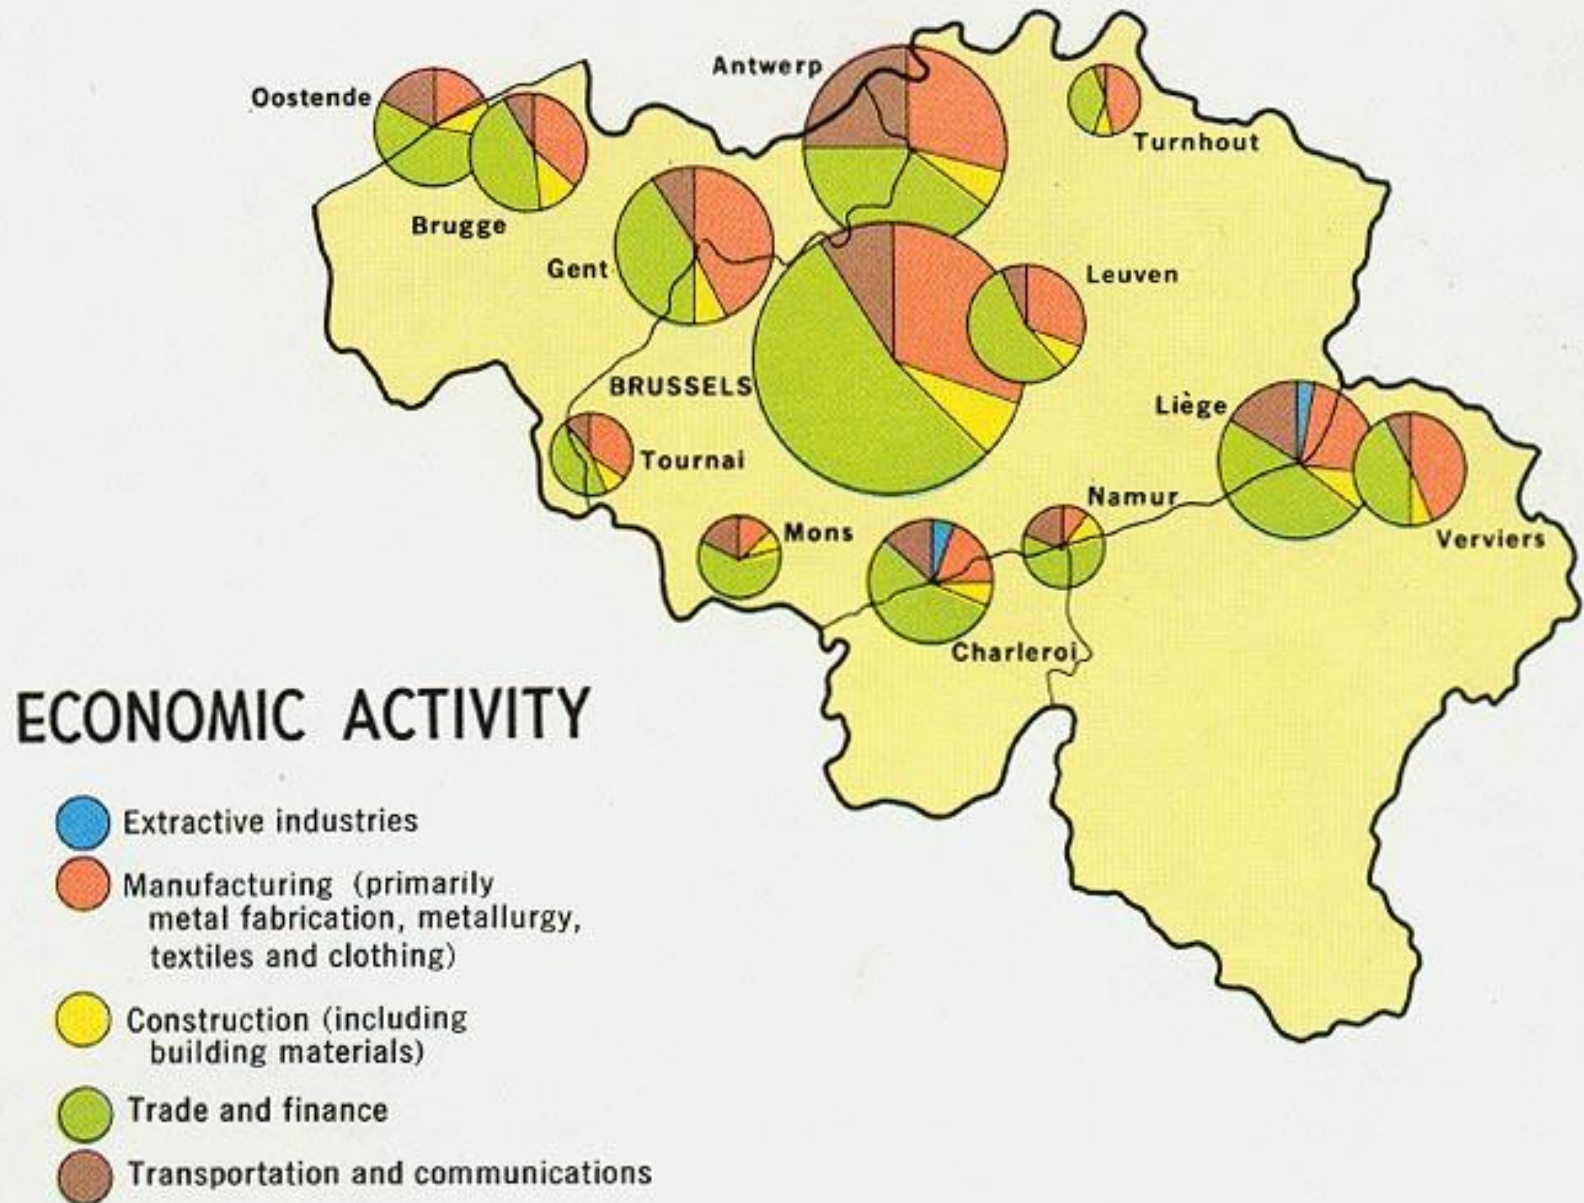 Antwerp
Oostende
Turnhout
Brugge
Gent
Leuven
BRUSSELS
Liège
Tournai
Namur
Mons
Verviers
Charleroi
ECONOMIC ACTIVITY
Extractive industries
Manufacturing (primarily
metal fabrication, metallurgy,
textiles and clothing)
Construction (including
building materials)
Trade and finance
Transportation and communications